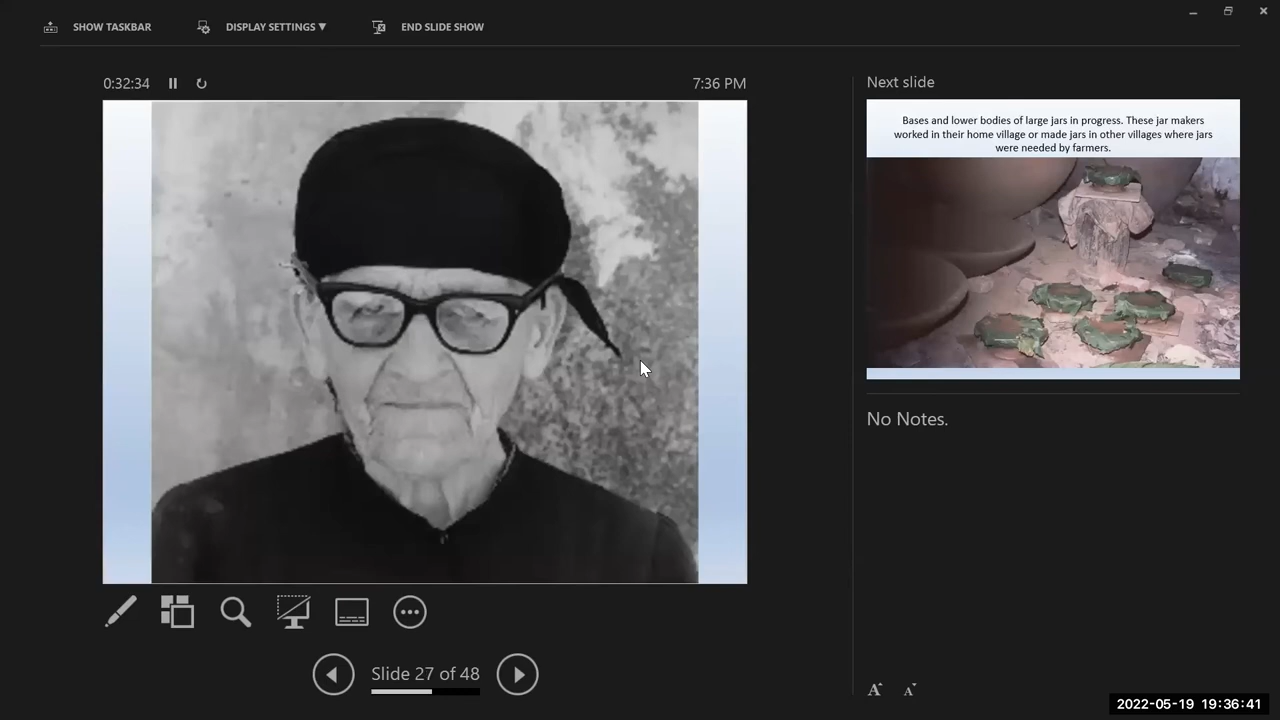 SHOW TASKBAR
DISPLAY SETTINGS ▼
END SLIDE SHOW
0:32:34
7:36 PM
Next slide
Bases and lower bodies of large jars in progress. These jar makers
worked in their home village or made jars in other villages where jars
were needed by farmers.
No Notes.
Slide 27 of 48
A A
2022-05-19 19:36:41